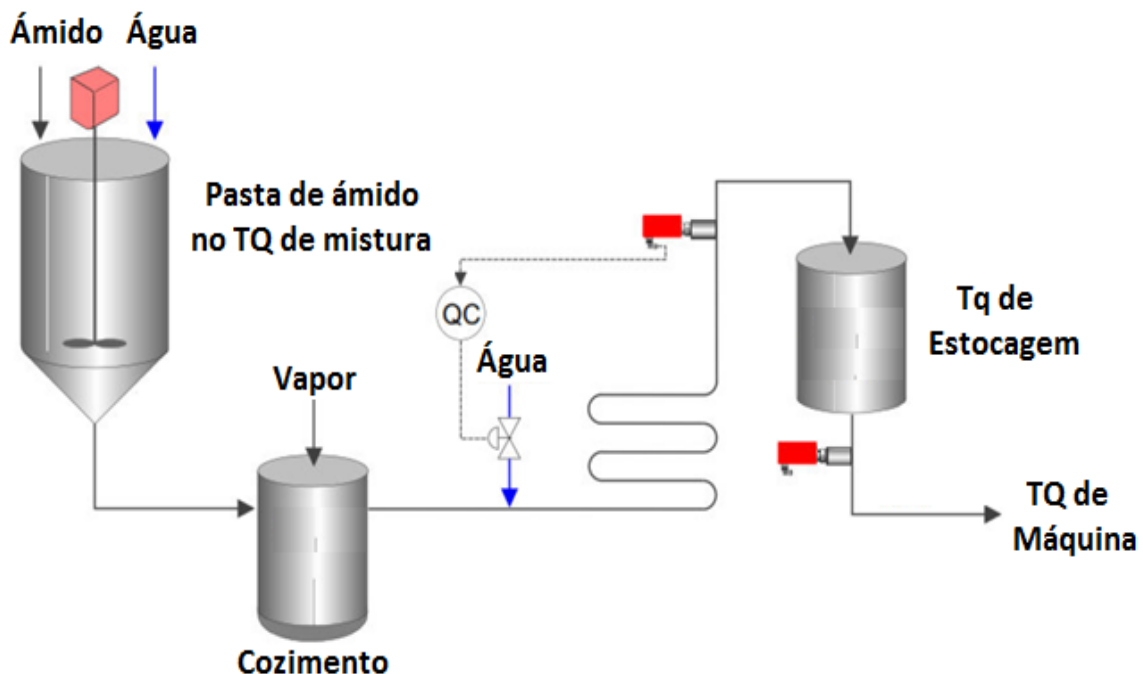 Ámido
Água
Pasta de ámido
no TQ de mistura
QC
Água
Vapor
Cozimento
Tq de
Estocagem
TQ de
Máquina